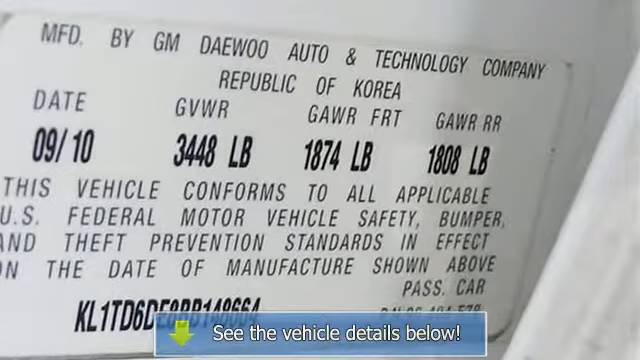 MFD. BY GM DAEWOO AUTO & TECHNOLOGY COMPANY
REPUBLIC OF KOREA
DATE GVWR GAWR FRT GAWR RR
09/10 3448 LB 1874 LB 1808 LB
THIS VEHICLE CONFORMS TO ALL APPLICABLE
U.S. FEDERAL MOTOR VEHICLE SAFETY, BUMPER,
AND THEFT PREVENTION STANDARDS IN EFFECT
ON THE DATE OF MANUFACTURE SHOWN ABOVE
PASS. CAR
See the vehicle details below!